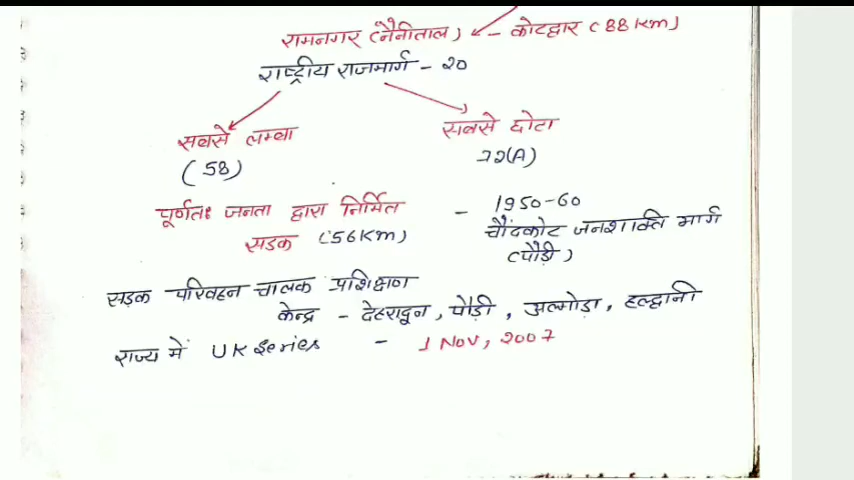 रामनगर (नैनीताल) - कोटद्वार (88 Km)
राष्ट्रीय राजमार्ग - 20
सबसे लम्बा
सबसे छोटा
(58)
72(A)
पूर्णतः जनता द्वारा निर्मित - 1950-60
सड़क (56Km) चौंदकोट जनशाक्ति मार्ग
(पौड़ी)
सड़क परिवहन चालक प्रशिक्षण
केन्द्र - देहरादून, पौड़ी, अल्मोड़ा, हल्द्वानी
राज्य में UK Series - 1 Nov, 2007